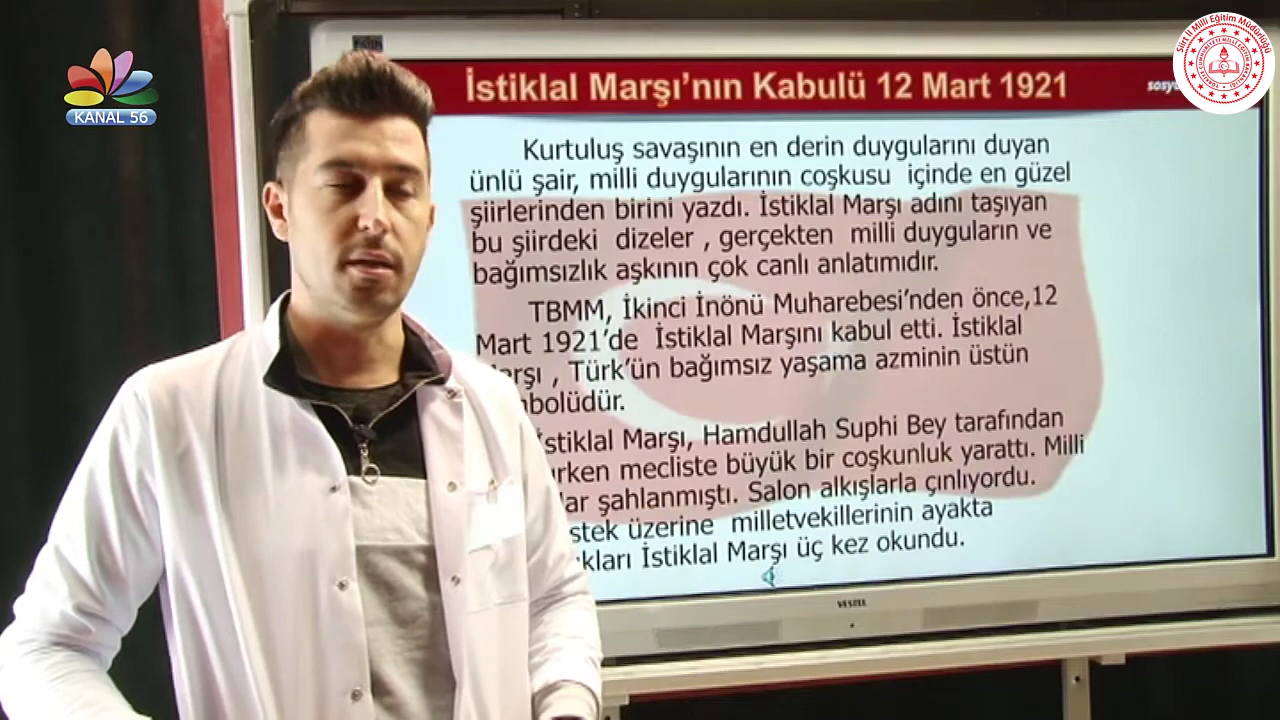 KANAL 56
Siirt İl Milli Eğitim Müdürlüğü
İstiklal Marşı’nın Kabulü 12 Mart 1921
Kurtuluş savaşının en derin duygularını duyan
ünlü şair, milli duygularının coşkusu içinde en güzel
şiirlerinden birini yazdı. İstiklal Marşı adını taşıyan
bu şiirdeki dizeler , gerçekten milli duyguların ve
bağımsızlık aşkının çok canlı anlatımıdır.
TBMM, İkinci İnönü Muharebesi’nden önce,12
Mart 1921’de İstiklal Marşını kabul etti. İstiklal
, Türk’ün bağımsız yaşama azminin üstün
İstiklal Marşı, Hamdullah Suphi Bey tarafından
mecliste büyük bir coşkunluk yarattı. Milli
şahlanmıştı. Salon alkışlarla çınlıyordu.
üzerine milletvekillerinin ayakta
İstiklal Marşı üç kez okundu.
VESTEL